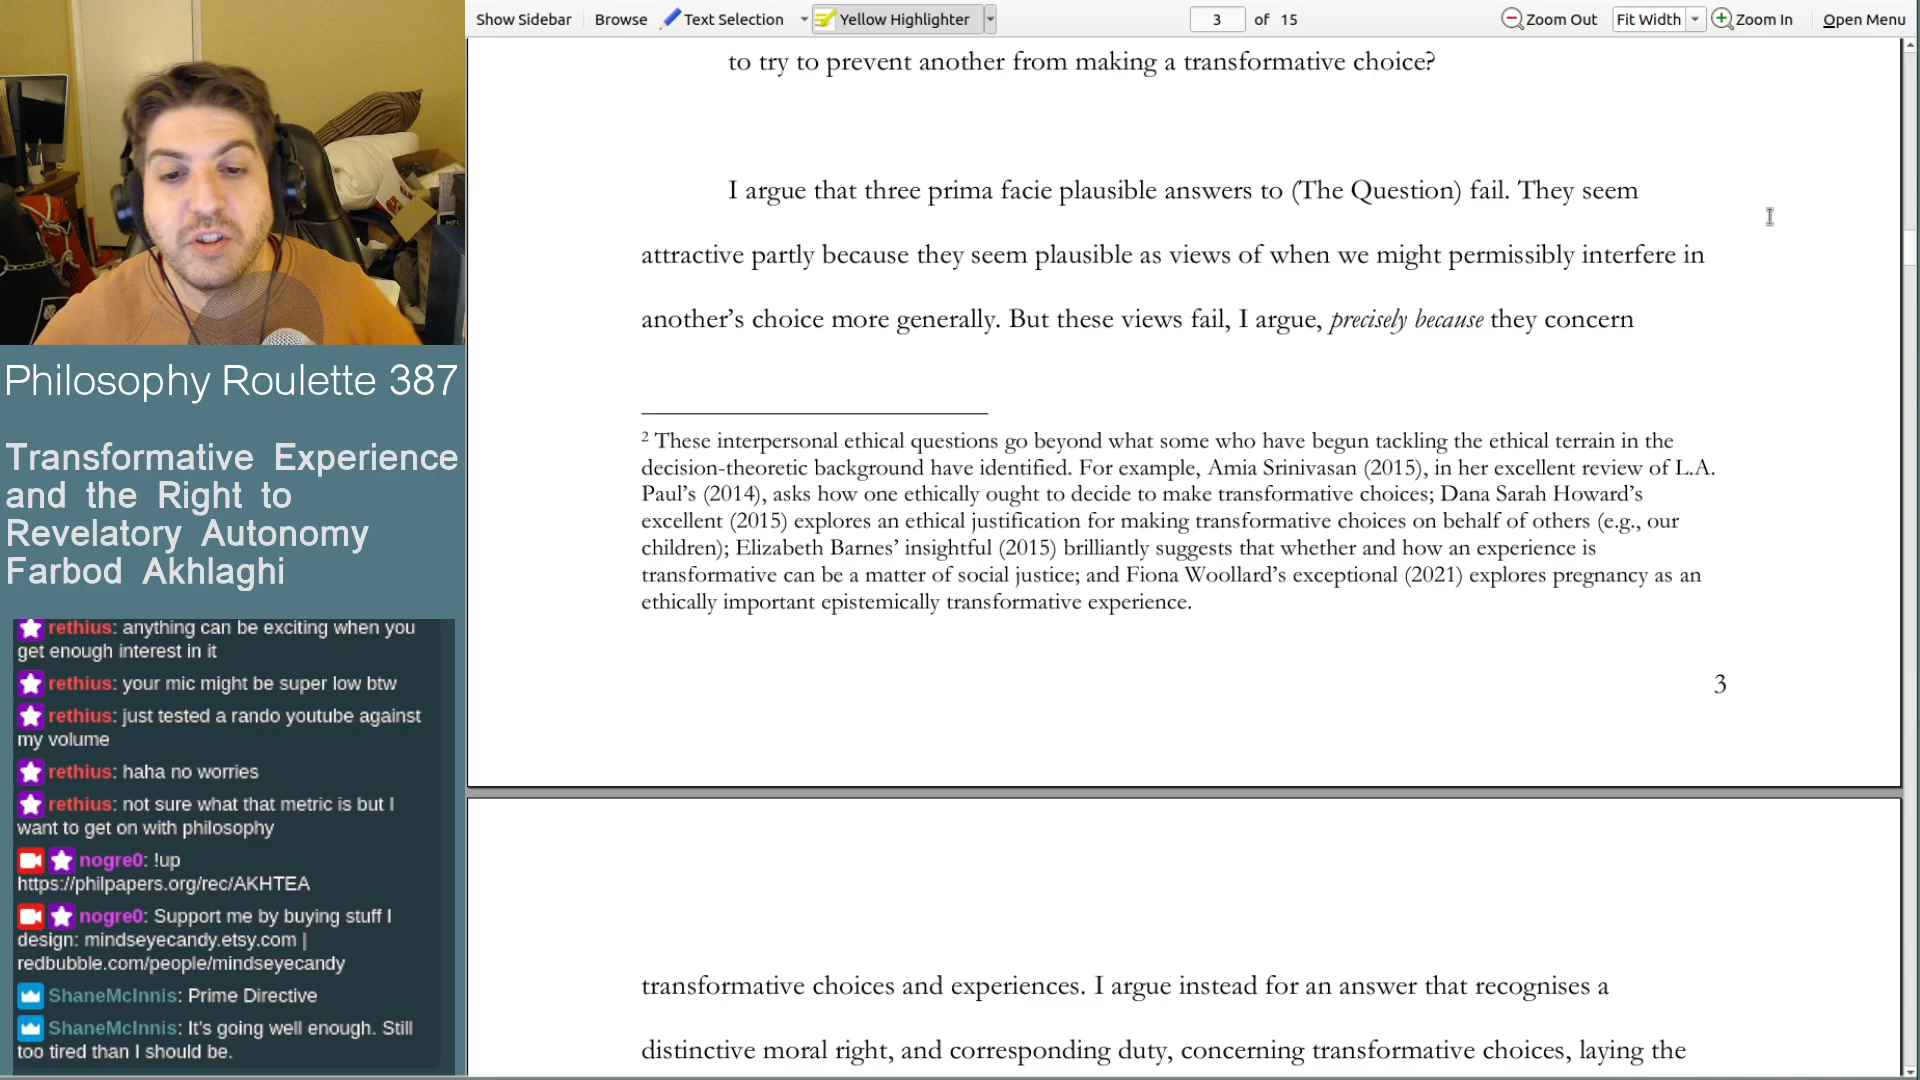 Show Sidebar Browse Text Selection Yellow Highlighter 3 of 15 Zoom Out Fit Width Zoom In Open Menu
to try to prevent another from making a transformative choice?
I argue that three prima facie plausible answers to (The Question) fail. They seem
attractive partly because they seem plausible as views of when we might permissibly interfere in
another's choice more generally. But these views fail, I argue, precisely because they concern
2 These interpersonal ethical questions go beyond what some who have begun tackling the ethical terrain in the
decision-theoretic background have identified. For example, Amia Srinivasan (2015), in her excellent review of L.A.
Paul's (2014), asks how one ethically ought to decide to make transformative choices; Dana Sarah Howard's
excellent (2015) explores an ethical justification for making transformative choices on behalf of others (e.g., our
children); Elizabeth Barnes' insightful (2015) brilliantly suggests that whether and how an experience is
transformative can be a matter of social justice; and Fiona Woollard's exceptional (2021) explores pregnancy as an
ethically important epistemically transformative experience.
3
transformative choices and experiences. I argue instead for an answer that recognises a
distinctive moral right, and corresponding duty, concerning transformative choices, laying the
Philosophy Roulette 387
Transformative Experience
and the Right to
Revelatory Autonomy
Farbod Akhlaghi
rethius: anything can be exciting when you
get enough interest in it
rethius: your mic might be super low btw
rethius: just tested a rando youtube against
my volume
rethius: haha no worries
rethius: not sure what that metric is but I
want to get on with philosophy
nogre0: !up
https://philpapers.org/rec/AKHTEA
nogre0: Support me by buying stuff I
design: mindseyecandy.etsy.com |
redbubble.com/people/mindseyecandy
ShaneMcInnis: Prime Directive
ShaneMcInnis: It's going well enough. Still
too tired than I should be.